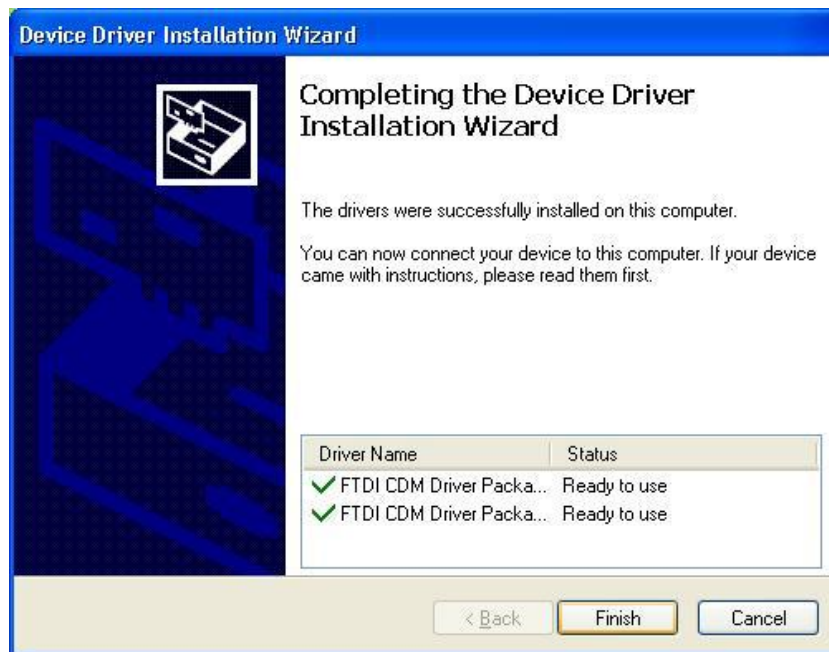 Device Driver Installation Wizard
Completing the Device Driver
Installation Wizard
The drivers were successfully installed on this computer.
You can now connect your device to this computer. If your device
came with instructions, please read them first.
Driver Name Status
FTDI CDM Driver Packa... Ready to use
FTDI CDM Driver Packa... Ready to use
< Back Finish Cancel